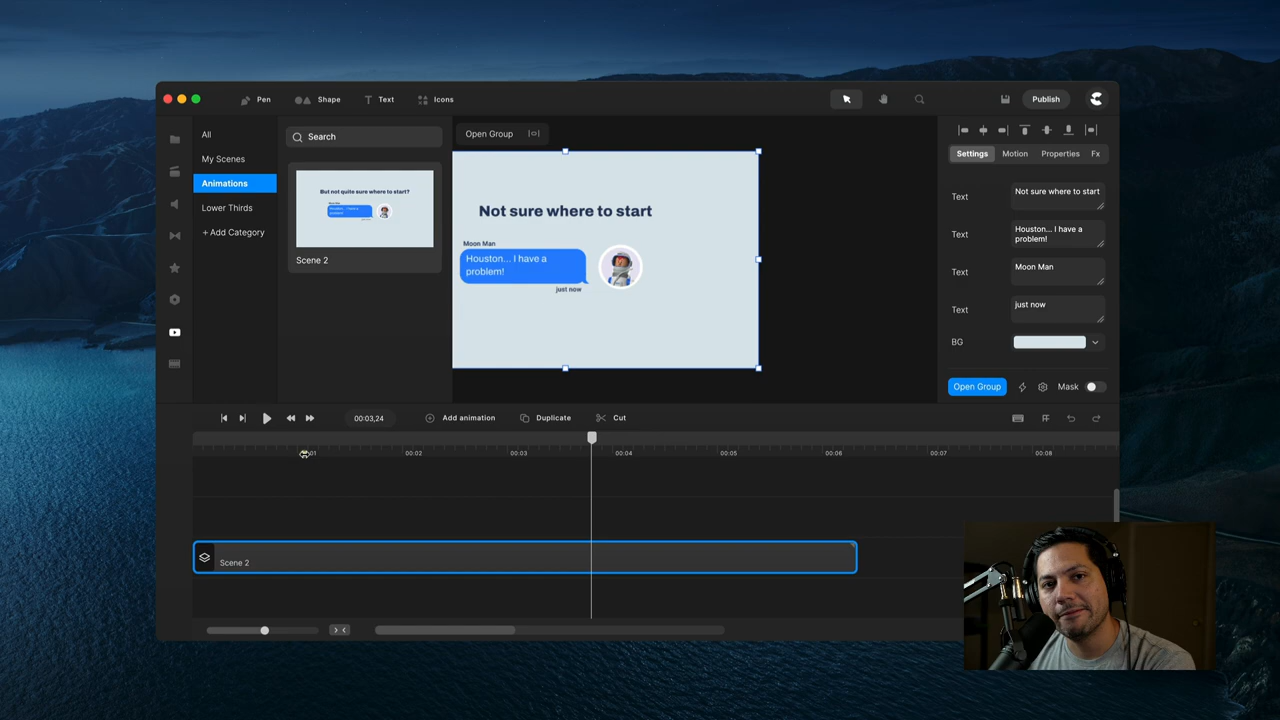 Pen
Shape
Text
Icons
Publish
All
My Scenes
Animations
Lower Thirds
+ Add Category
Search
But not quite sure where to start?
Scene 2
Open Group
Not sure where to start
Moon Man
Houston... I have a
problem!
just now
Settings
Motion
Properties
Fx
Text
Not sure where to start
Text
Houston... I have a
problem!
Text
Moon Man
Text
just now
BG
Open Group
Mask
00:03,24
Add animation
Duplicate
Cut
00:02
00:03
00:04
00:05
00:06
00:07
00:08
Scene 2